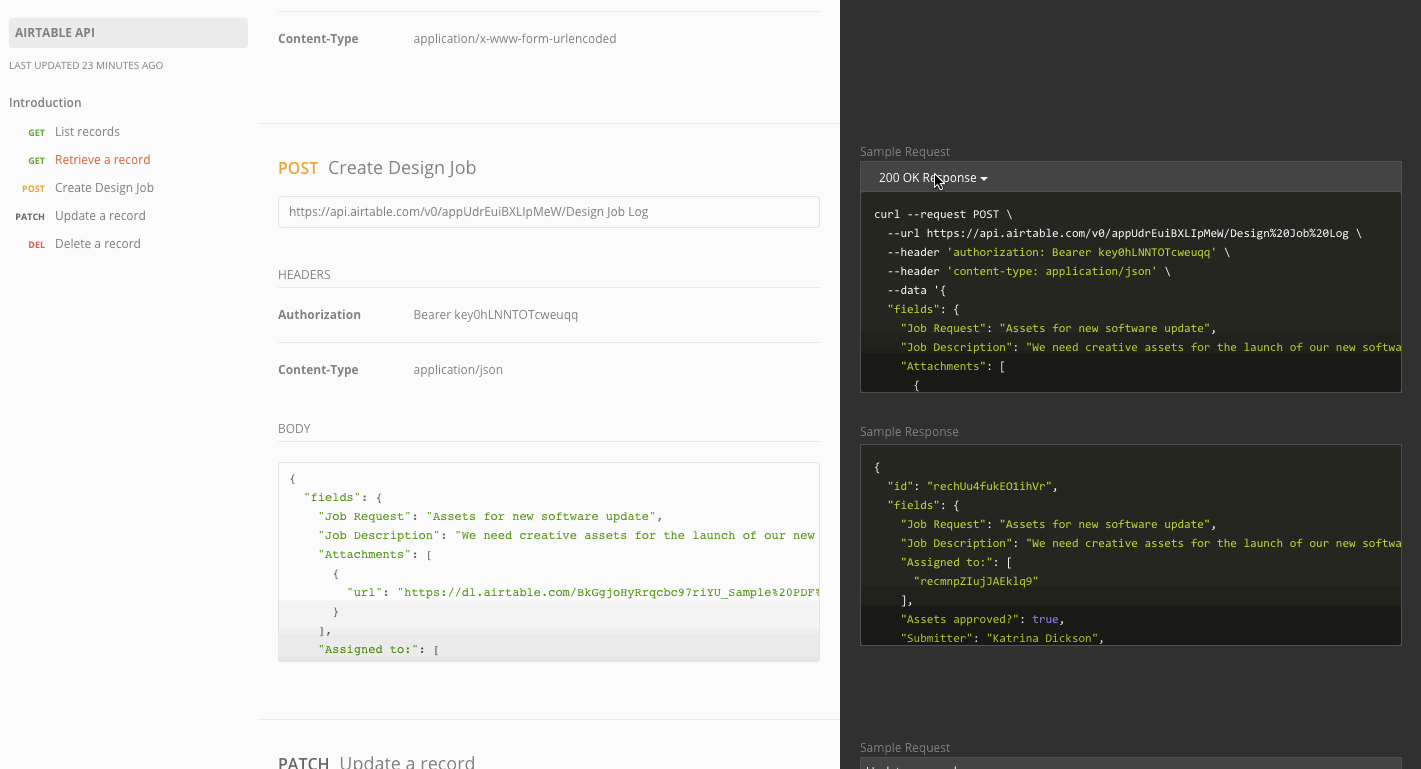 AIRTABLE API
LAST UPDATED 23 MINUTES AGO
Introduction
GET List records
GET Retrieve a record
POST Create Design Job
PATCH Update a record
DEL Delete a record
Content-Type application/x-www-form-urlencoded
POST Create Design Job
https://api.airtable.com/v0/appUdrEuiBXLIpMeW/Design Job Log
HEADERS
Authorization Bearer key0hLNNTOTcweuqq
Content-Type application/json
BODY
{
"fields": {
"Job Request": "Assets for new software update",
"Job Description": "We need creative assets for the launch of our new
"Attachments": [
{
"url": "https://dl.airtable.com/BkGgjoHyRrqcbc97riYU_Sample%20PDF%
}
],
"Assigned to:": [
PATCH Update a record
Sample Request
200 OK Response
curl --request POST \
--url https://api.airtable.com/v0/appUdrEuiBXLIpMeW/Design%20Job%20Log \
--header 'authorization: Bearer key0hLNNTOTcweuqq' \
--header 'content-type: application/json' \
--data '{
"fields": {
"Job Request": "Assets for new software update",
"Job Description": "We need creative assets for the launch of our new softwa
"Attachments": [
{
Sample Response
{
"id": "rechUu4fukEO1ihVr",
"fields": {
"Job Request": "Assets for new software update",
"Job Description": "We need creative assets for the launch of our new softwa
"Assigned to:": [
"recmnpZIujJAEklq9"
],
"Assets approved?": true,
"Submitter": "Katrina Dickson",
Sample Request